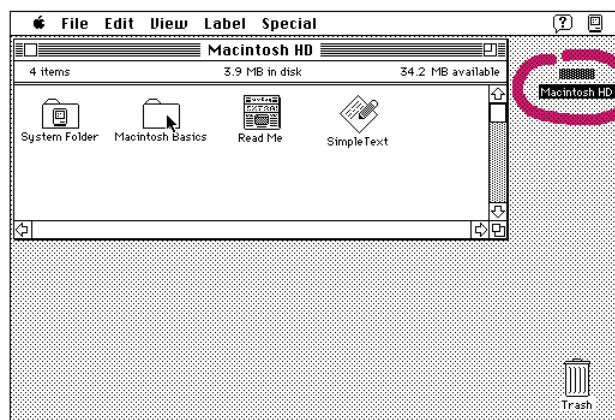 File Edit View Label Special
Macintosh HD
4 items 3.9 MB in disk 34.2 MB available
Macintosh HD
EXTRA!
System Folder Macintosh Basics Read Me SimpleText
Trash